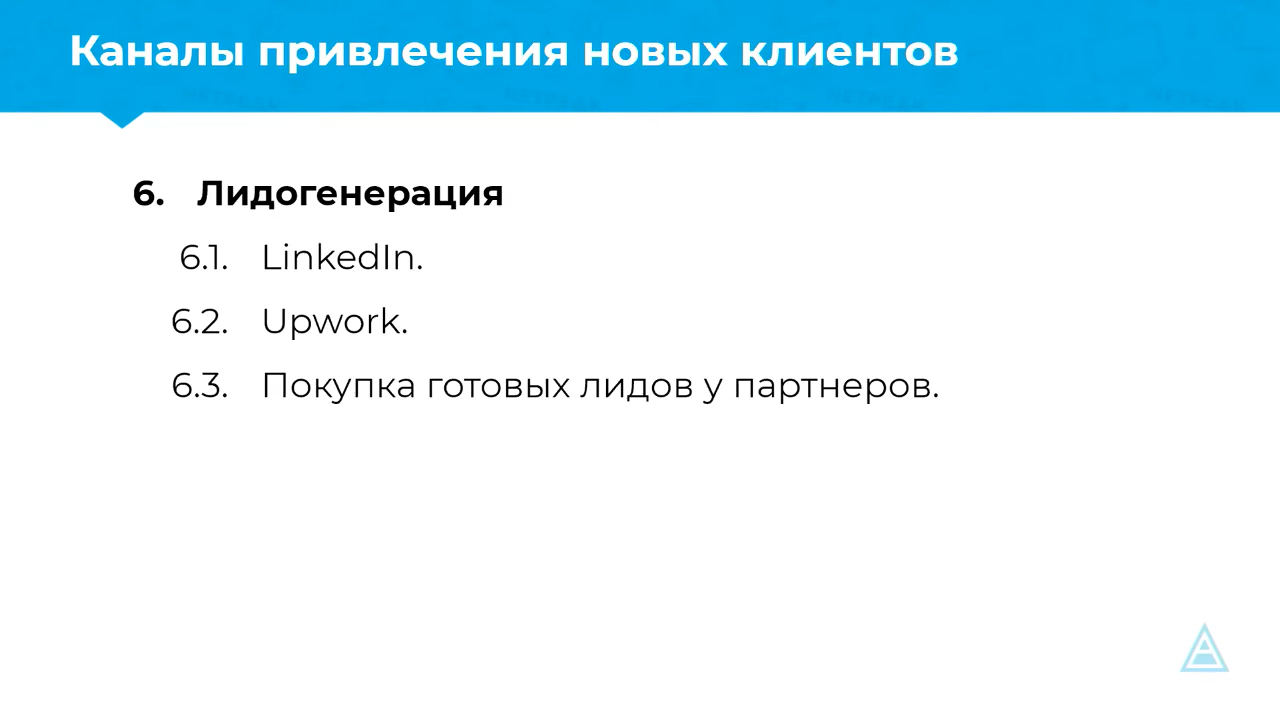 Каналы привлечения новых клиентов
6. Лидогенерация
6.1. LinkedIn.
6.2. Upwork.
6.3. Покупка готовых лидов у партнеров.